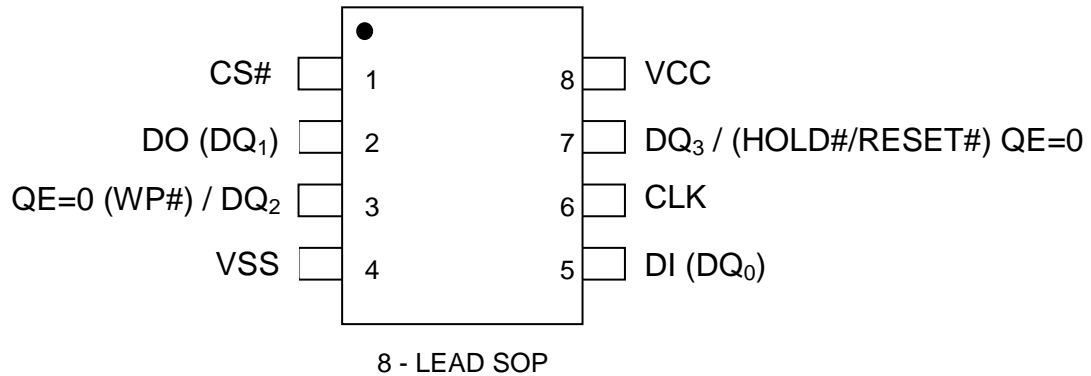 CS# 1 8 VCC
DO (DQ₁) 2 7 DQ₃ / (HOLD#/RESET#) QE=0
QE=0 (WP#) / DQ₂ 3 6 CLK
VSS 4 5 DI (DQ₀)
8 - LEAD SOP